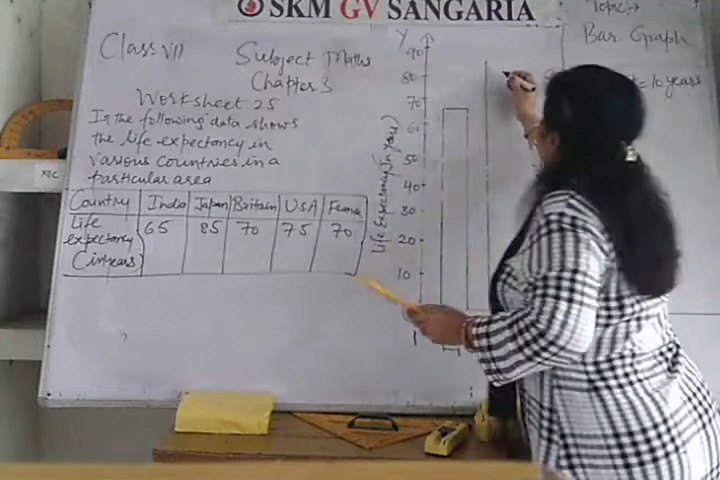 SKM GV SANGARIA
Class VII
Subject Maths
Chapter 3
Topic →
Bar Graph
Worksheet 25
In the following data shows
the life expectancy in
various countries in a
particular area
Country India Japan Britain USA
Life expectancy (in years) 65 85 70 75 70
Y
90
80
70
60
50
40
30
20
10
Life Expectancy (In Years)
= 10 years